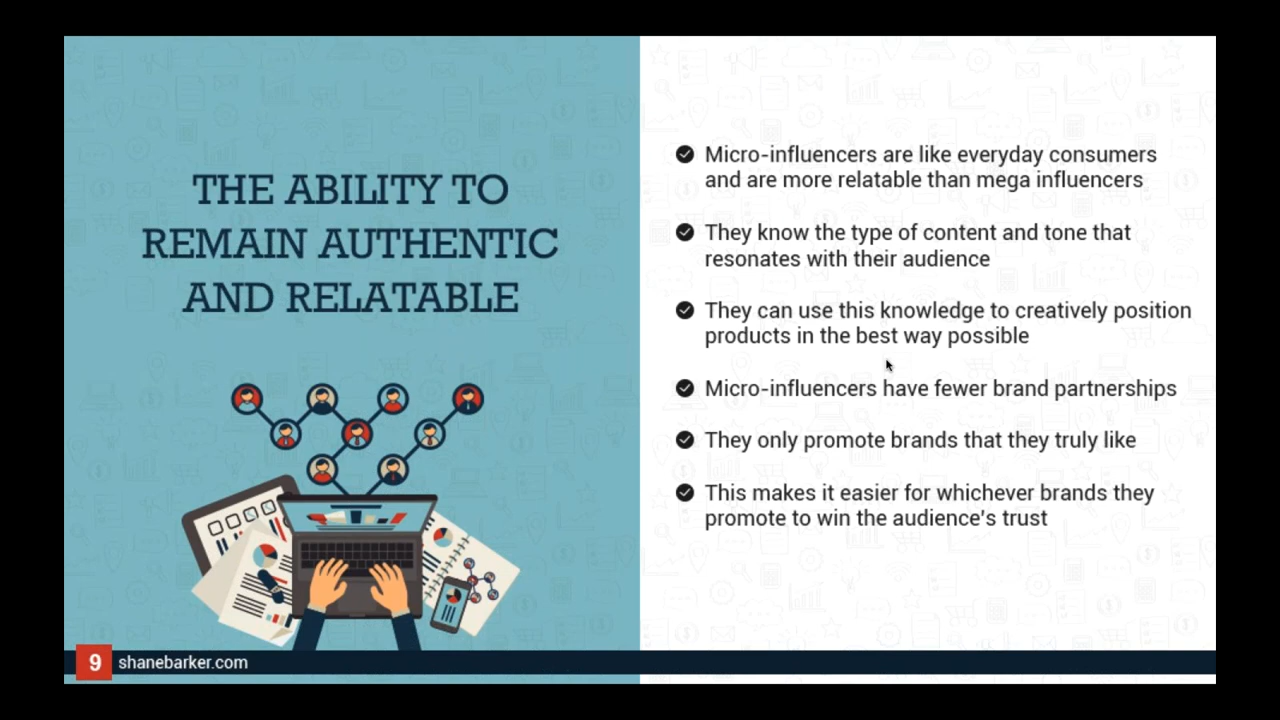 THE ABILITY TO
REMAIN AUTHENTIC
AND RELATABLE
Micro-influencers are like everyday consumers
and are more relatable than mega influencers
They know the type of content and tone that
resonates with their audience
They can use this knowledge to creatively position
products in the best way possible
Micro-influencers have fewer brand partnerships
They only promote brands that they truly like
This makes it easier for whichever brands they
promote to win the audience's trust
9 shanebarker.com